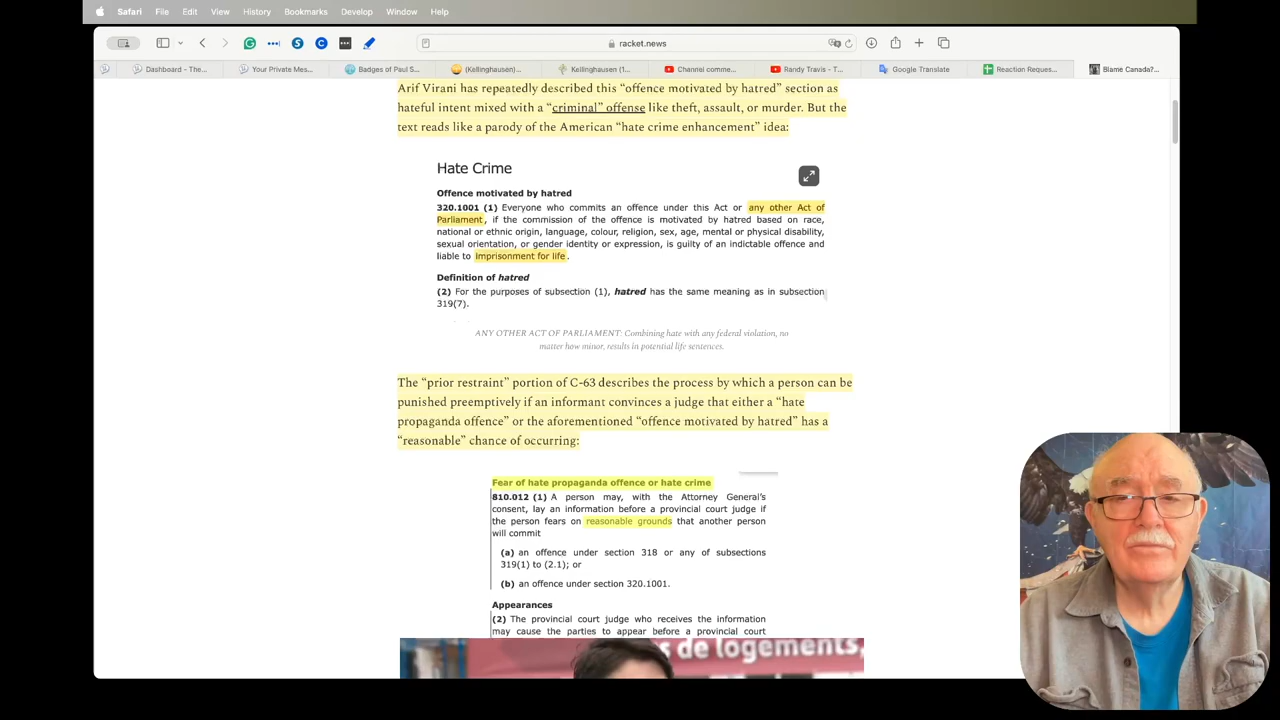 Safari File Edit View History Bookmarks Develop Window Help
racket.news
Dashboard - The... Your Private Mes... Badges of Paul S... (Kellinghausen)... Kellinghausen (1... Channel comme... Randy Travis - T... Google Translate Reaction Reques... Blame Canada?...
Arif Virani has repeatedly described this “offence motivated by hatred” section as
hateful intent mixed with a “criminal” offense like theft, assault, or murder. But the
text reads like a parody of the American “hate crime enhancement” idea:
Hate Crime
Offence motivated by hatred
320.1001 (1) Everyone who commits an offence under this Act or any other Act of
Parliament, if the commission of the offence is motivated by hatred based on race,
national or ethnic origin, language, colour, religion, sex, age, mental or physical disability,
sexual orientation, or gender identity or expression, is guilty of an indictable offence and
liable to Imprisonment for life.
Definition of hatred
(2) For the purposes of subsection (1), hatred has the same meaning as in subsection
319(7).
ANY OTHER ACT OF PARLIAMENT: Combining hate with any federal violation, no
matter how minor, results in potential life sentences.
The “prior restraint” portion of C-63 describes the process by which a person can be
punished preemptively if an informant convinces a judge that either a “hate
propaganda offence” or the aforementioned “offence motivated by hatred” has a
“reasonable” chance of occurring:
Fear of hate propaganda offence or hate crime
810.012 (1) A person may, with the Attorney General’s
consent, lay an information before a provincial court judge if
the person fears on reasonable grounds that another person
will commit
(a) an offence under section 318 or any of subsections
319(1) to (2.1); or
(b) an offence under section 320.1001.
Appearances
(2) The provincial court judge who receives the information
may cause the parties to appear before a provincial court
s de logements,